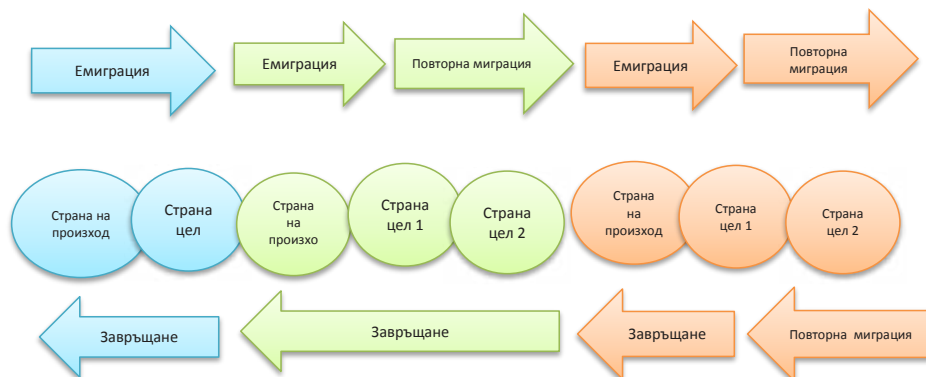 Емиграция
Емиграция
Повторна миграция
Емиграция
Повторна
миграция
Страна на
произход
Страна
цел
Страна
на
произхо
Страна
цел 1
Страна
цел 2
Страна
на
произход
Страна
цел 1
Страна
цел 2
Завръщане
Завръщане
Завръщане
Повторна миграция